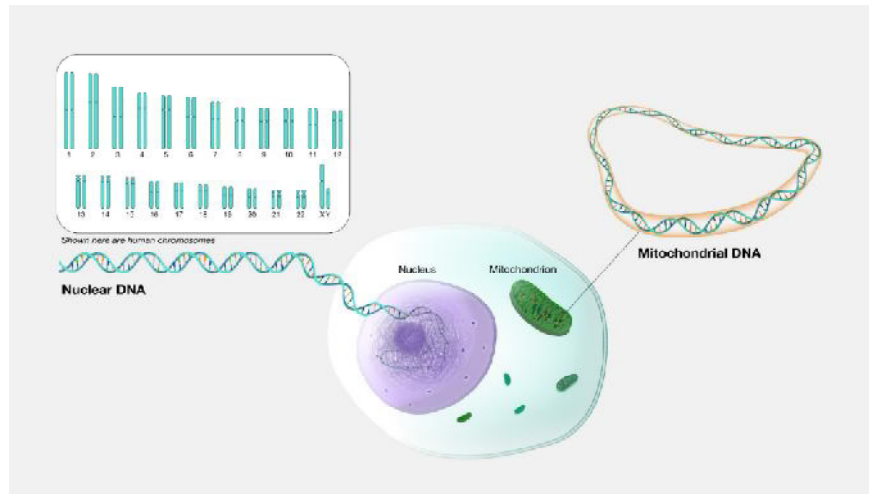 1 2 3 4 5 6 7 8 9 10 11 12
13 14 15 16 17 18 19 20 21 22 XY
Shown here are human chromosomes
Nuclear DNA
Nucleus
Mitochondrion
Mitochondrial DNA